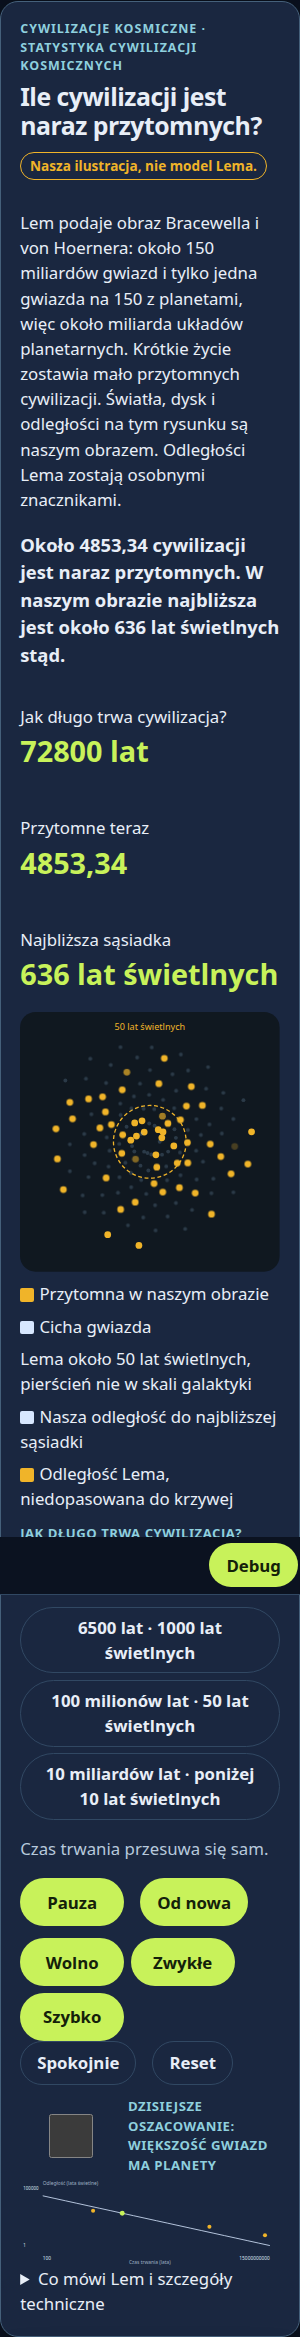 CYWILIZACJE KOSMICZNE ·
STATYSTYKA CYWILIZACJI
KOSMICZNYCH
Ile cywilizacji jest
naraz przytomnych?
Nasza ilustracja, nie model Lema.
Lem podaje obraz Bracewella i
von Hoernera: około 150
miliardów gwiazd i tylko jedna
gwiazda na 150 z planetami,
więc około miliarda układów
planetarnych. Krótkie życie
zostawia mało przytomnych
cywilizacji. Światła, dysk i
odległości na tym rysunku są
naszym obrazem. Odległości
Lema zostają osobnymi
znacznikami.
Około 4853,34 cywilizacji
jest naraz przytomnych. W
naszym obrazie najbliższa
jest około 636 lat świetlnych
stąd.
Jak długo trwa cywilizacja?
72800 lat
Przytomne teraz
4853,34
Najbliższa sąsiadka
636 lat świetlnych
50 lat świetlnych
Przytomna w naszym obrazie
Cicha gwiazda
Lema około 50 lat świetlnych,
pierścień nie w skali galaktyki
Nasza odległość do najbliższej
sąsiadki
Odległość Lema,
niedopasowana do krzywej
JAK DŁUGO TRWA CYWILIZACJA?
Debug
6500 lat · 1000 lat
świetlnych
100 milionów lat · 50 lat
świetlnych
10 miliardów lat · poniżej
10 lat świetlnych
Czas trwania przesuwa się sam.
Pauza
Od nowa
Wolno
Zwykłe
Szybko
Spokojnie
Reset
DZISIEJSZE
OSZACOWANIE:
WIĘKSZOŚĆ GWIAZD
MA PLANETY
Odległość (lata świetlne)
100000
1
100
Czas trwania (lata)
15000000000
Co mówi Lem i szczegóły
techniczne